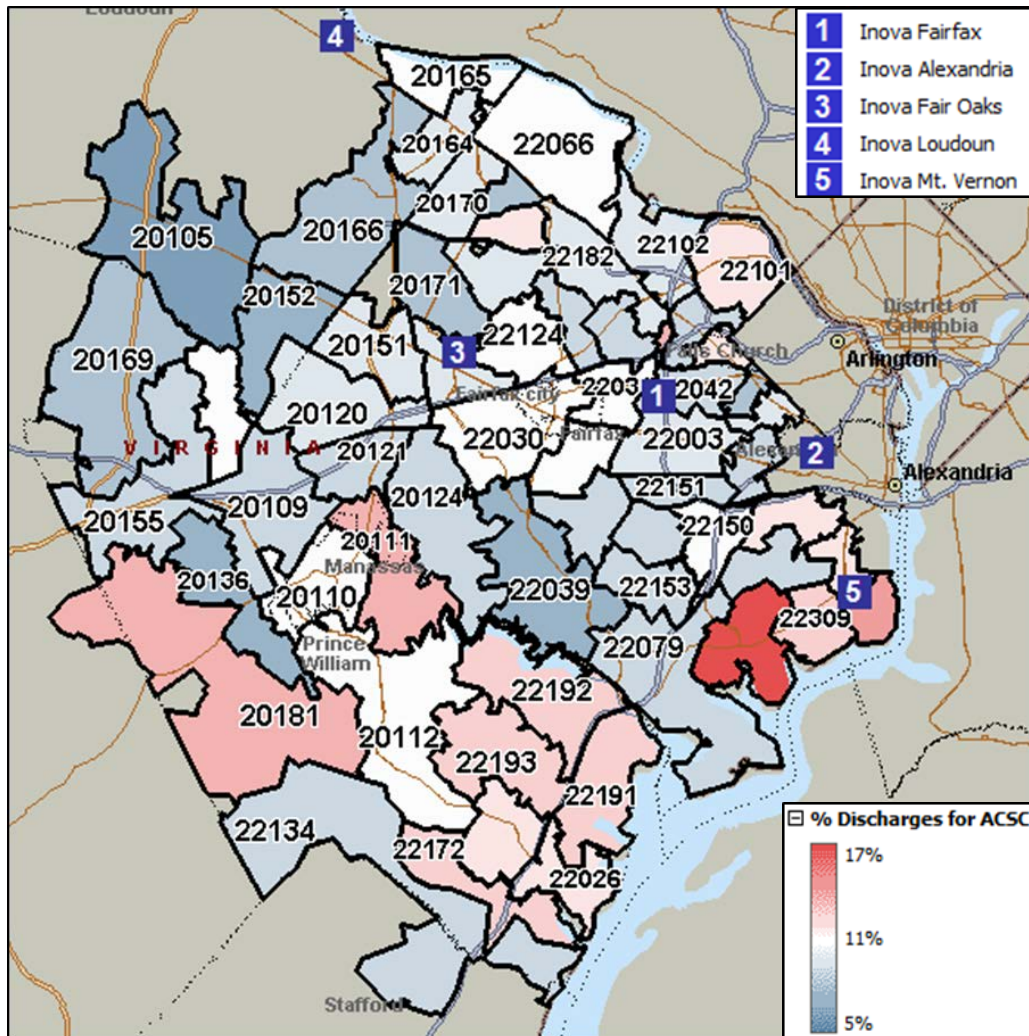 Loudoun
4
1 Inova Fairfax
2 Inova Alexandria
3 Inova Fair Oaks
4 Inova Loudoun
5 Inova Mt. Vernon
20165
20164
22066
20170
20105
20166
22182
22102
22101
20171
20152
District of
Columbia
20151
22124
3
Falls Church
Arlington
20169
2203
1
2042
Fairfax city
20120
22030
Fairfax
22003
2
VIRGINIA
20121
Alexandria
20124
22151
20155
20109
22150
20111
Manassas
20136
20110
22039
22153
5
22309
Prince
William
22079
22192
20181
20112
22193
22191
22134
22172
22026
Stafford
% Discharges for ACSC
17%
11%
5%